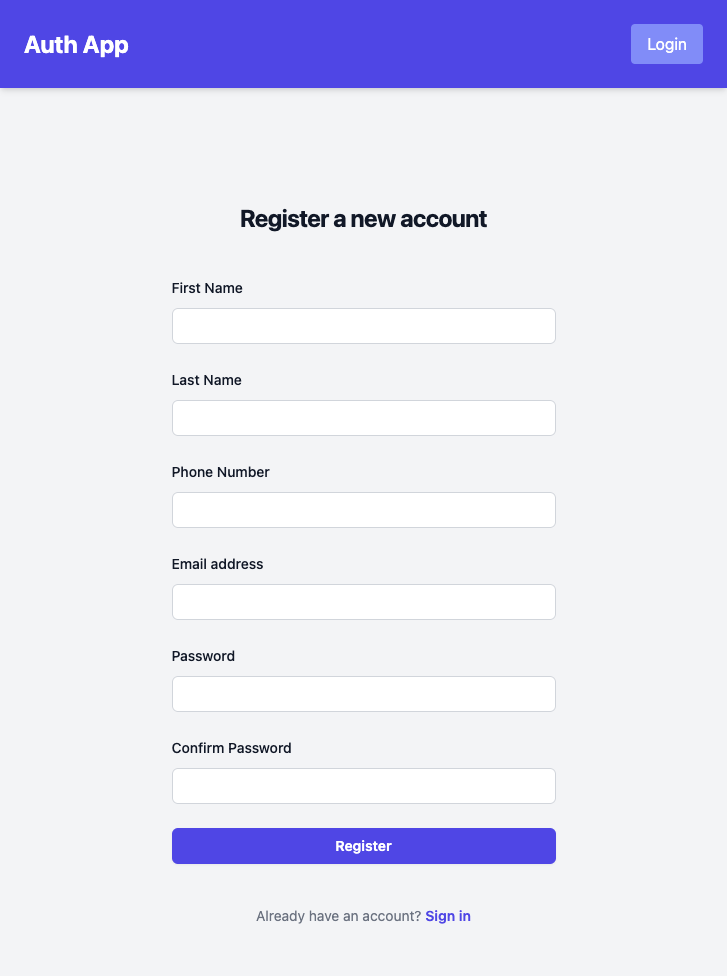 Auth App
Login
Register a new account
First Name
Last Name
Phone Number
Email address
Password
Confirm Password
Register
Already have an account? Sign in